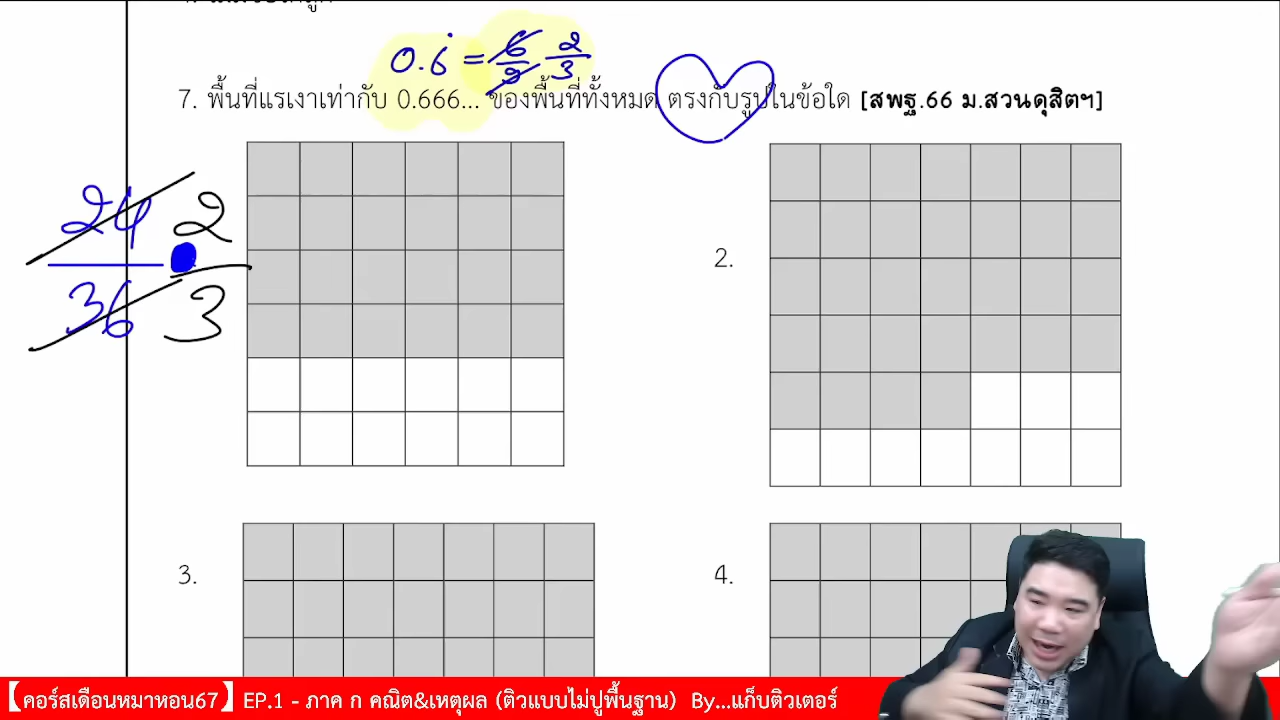 0.6̇ = 6/9 2/3
7. พื้นที่แรเงาเท่ากับ 0.666... ของพื้นที่ทั้งหมด ตรงกับรูปในข้อใด [สพฐ.66 ม.สวนดุสิตฯ]
24/36 2/3
2.
3.
4.
【คอร์สเดือนหมาหอน67】 EP.1 - ภาค ก คณิต&เหตุผล (ติวแบบไม่ปูพื้นฐาน) By...แก็บติวเตอร์